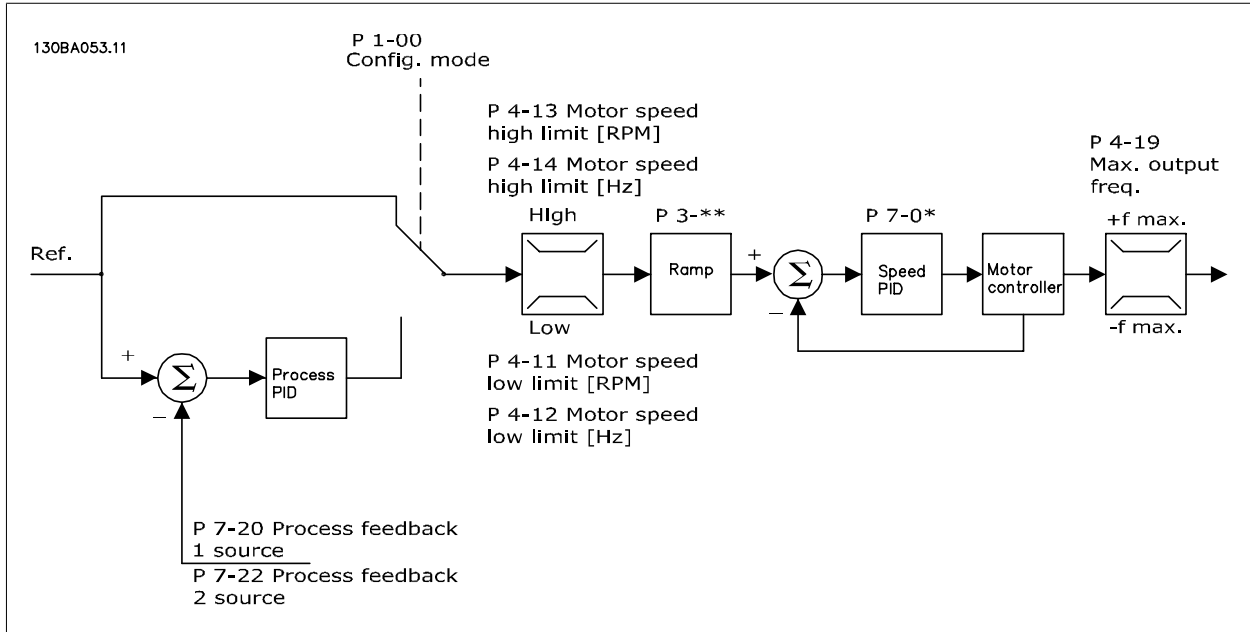 130BA053.11
P 1-00
Config. mode
P 4-13 Motor speed
high limit [RPM]
P 4-14 Motor speed
high limit [Hz]
P 4-19
Max. output
freq.
HIgh
P 3-**
P 7-0*
+f max.
Ref.
Ramp
+
Σ
Speed
PID
Motor
controller
−
Low
-f max.
+
Σ
Process
PID
−
P 4-11 Motor speed
low limit [RPM]
P 4-12 Motor speed
low limit [Hz]
P 7-20 Process feedback
1 source
P 7-22 Process feedback
2 source